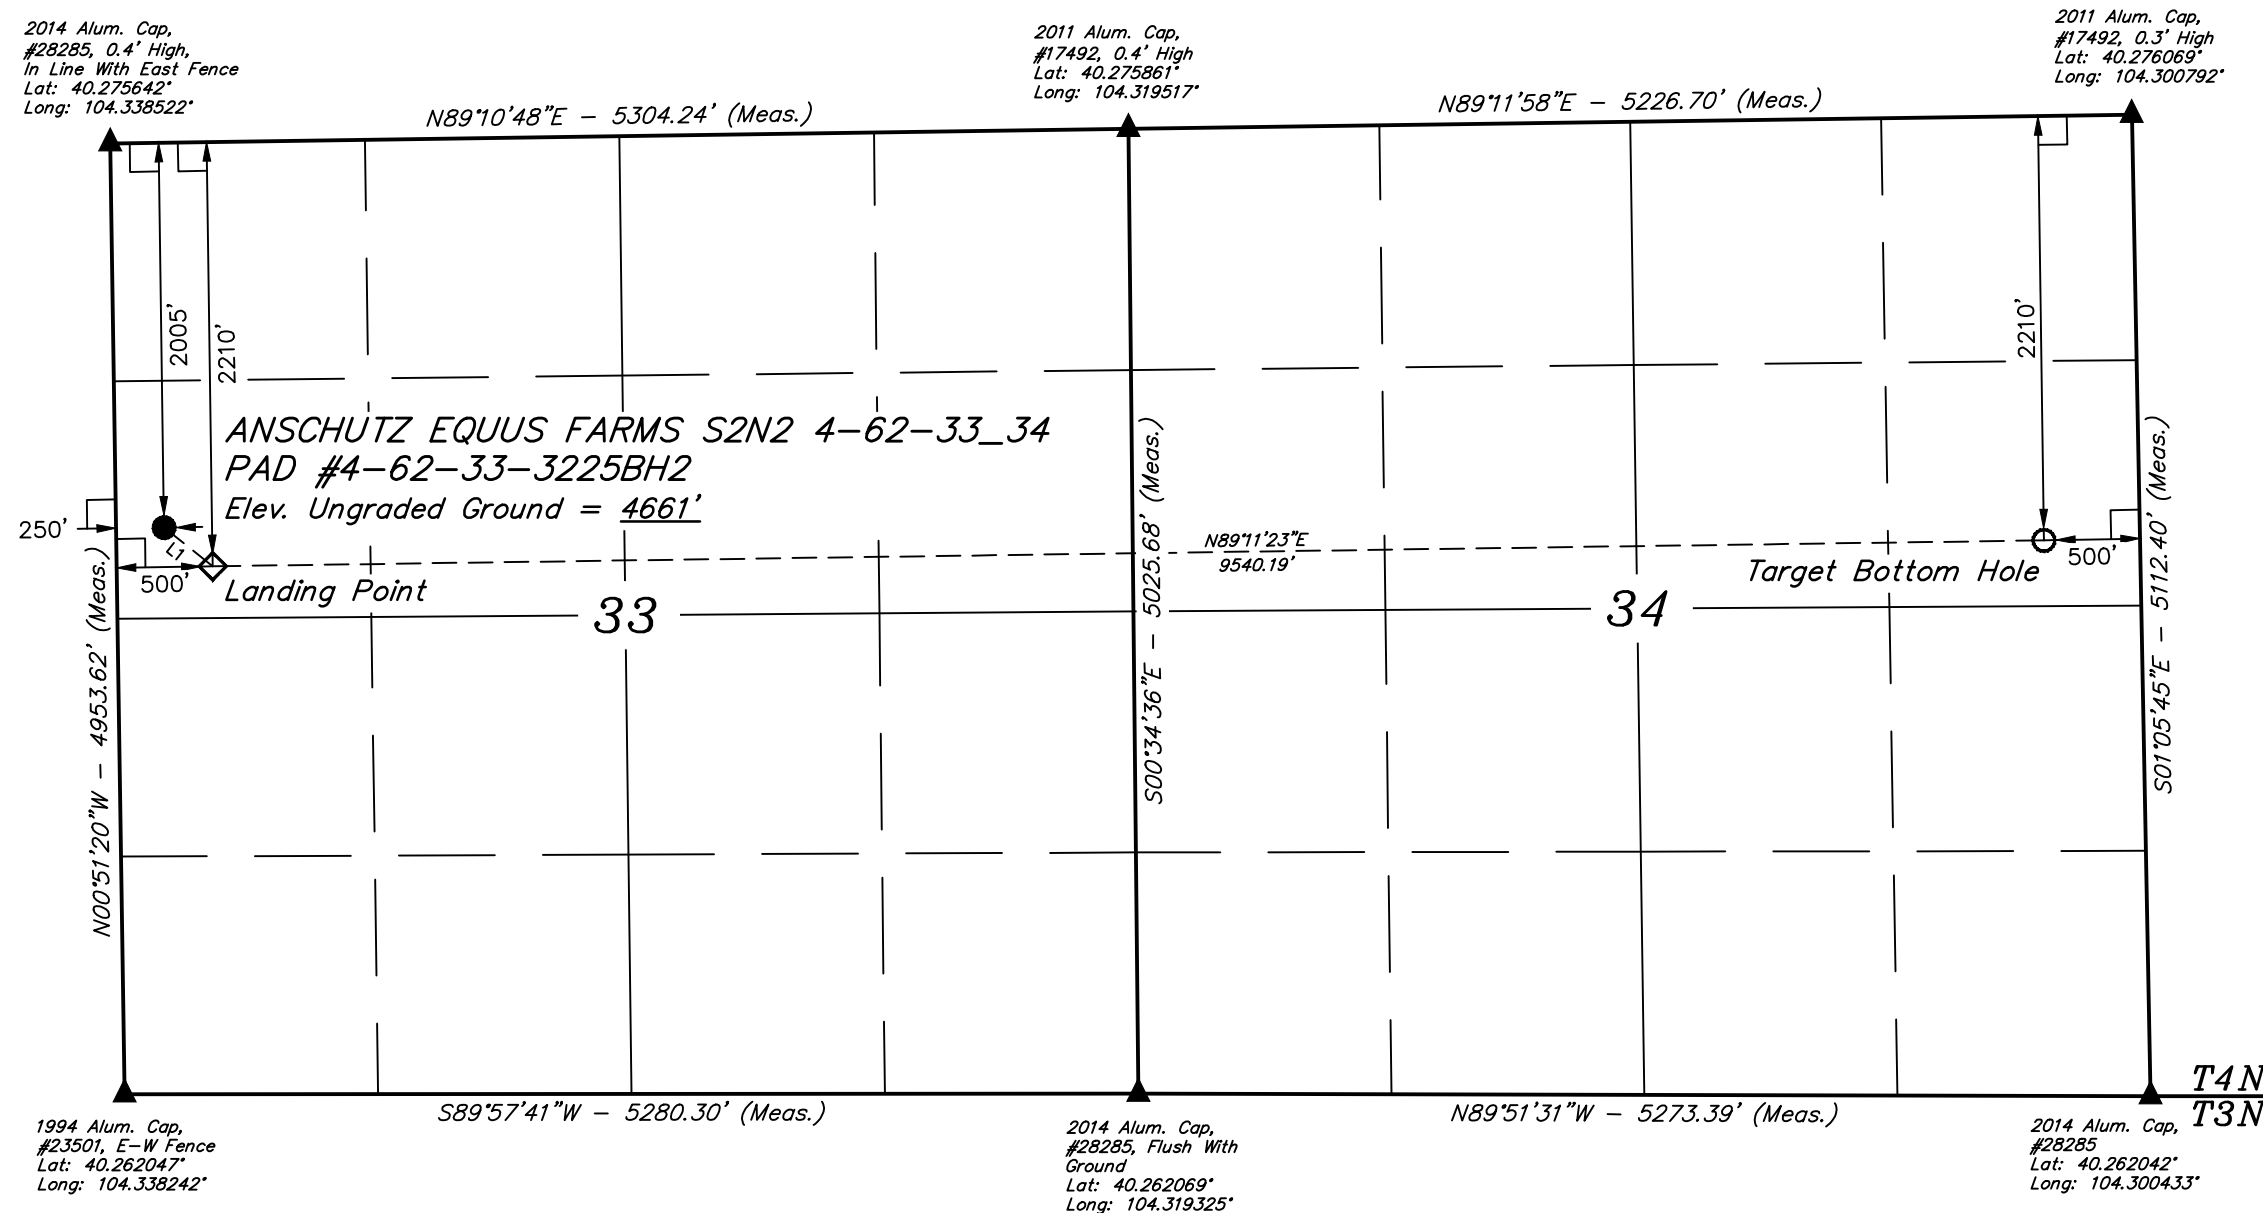 2014 Alum. Cap,
#28285, 0.4' High,
In Line With East Fence
Lat: 40.275642°
Long: 104.338522°
2011 Alum. Cap,
#17492, 0.4' High
Lat: 40.275861°
Long: 104.319517°
2011 Alum. Cap,
#17492, 0.3' High
Lat: 40.276069°
Long: 104.300792°
N89°10'48"E – 5304.24' (Meas.)
N89°11'58"E – 5226.70' (Meas.)
2005'
2210'
2210'
ANSCHUTZ EQUUS FARMS S2N2 4-62-33_34
PAD #4-62-33-3225BH2
Elev. Ungraded Ground = 4661'
250'
L1
500'
Landing Point
N89°11'23"E
9540.19'
Target Bottom Hole
500'
33
34
N00°51'20"W – 4953.62' (Meas.)
S00°34'36"E – 5025.68' (Meas.)
S01°05'45"E – 5112.40' (Meas.)
S89°57'41"W – 5280.30' (Meas.)
N89°51'31"W – 5273.39' (Meas.)
T4N
T3N
1994 Alum. Cap,
#23501, E-W Fence
Lat: 40.262047°
Long: 104.338242°
2014 Alum. Cap,
#28285, Flush With
Ground
Lat: 40.262069°
Long: 104.319325°
2014 Alum. Cap,
#28285
Lat: 40.262042°
Long: 104.300433°